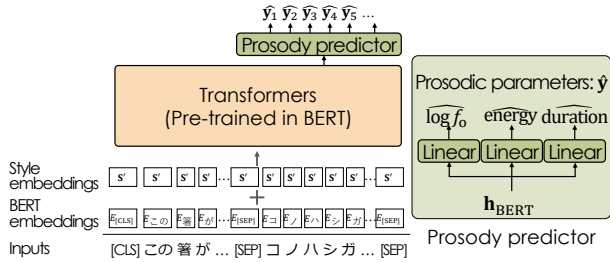 ŷ₁ ŷ₂ ŷ₃ ŷ₄ ŷ₅ ...
Prosody predictor
Transformers
(Pre-trained in BERT)
Style
embeddings
s′ s′ s′ s′ ... s′ s′ s′ s′ s′ s′ ... s′
+
BERT
embeddings
E[CLS] Eこの E箸 Eが ... E[SEP] Eコ Eノ Eハ Eシ Eガ ... E[SEP]
Inputs
[CLS] この 箸 が ... [SEP] コ ノ ハ シ ガ ... [SEP]
Prosodic parameters: ŷ
log fₒ energy duration
Linear Linear Linear
h_BERT
Prosody predictor